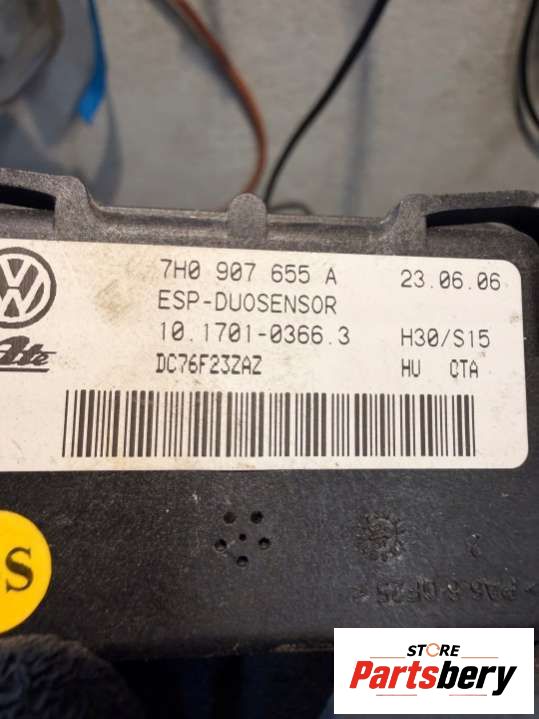 7H0 907 655 A 23.06.06
ESP-DUOSENSOR
10.1701-0366.3 H30/S15
Ate DC76F23ZAZ HU CTA
S
STORE
Partsbery